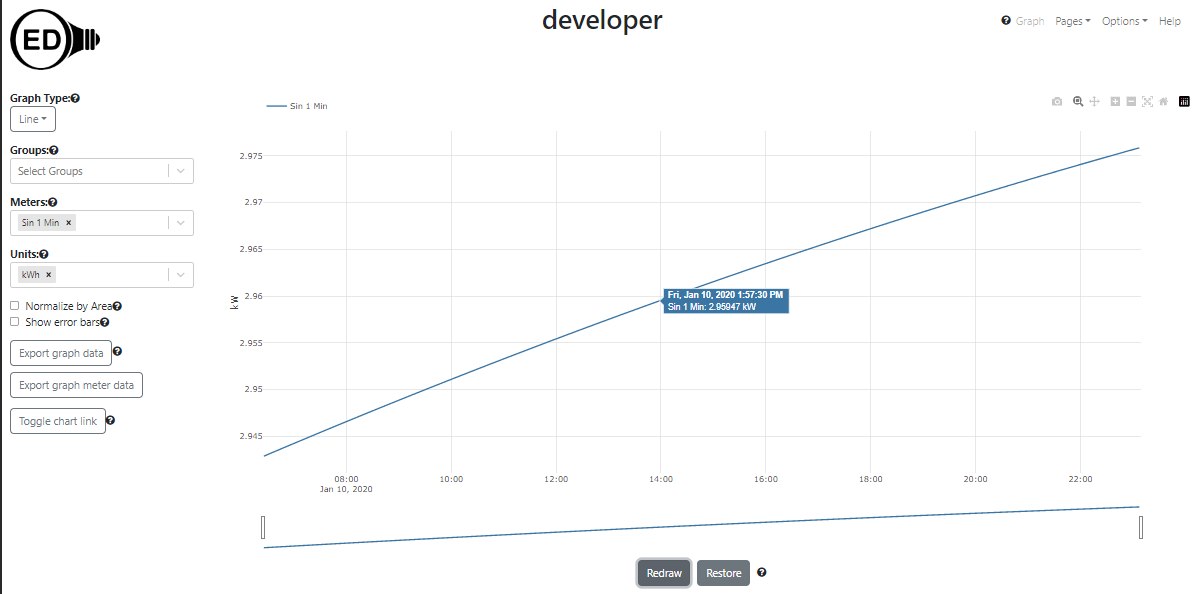 ED
developer
Graph Pages Options Help
Graph Type:
Line
Groups:
Select Groups
Meters:
Sin 1 Min ×
Units:
kWh ×
Normalize by Area
Show error bars
Export graph data
Export graph meter data
Toggle chart link
Sin 1 Min
2.975
2.97
2.965
2.96
2.955
2.95
2.945
kW
Fri, Jan 10, 2020 1:57:30 PM
Sin 1 Min: 2.95947 kW
08:00 10:00 12:00 14:00 16:00 18:00 20:00 22:00
Jan 10, 2020
Redraw Restore